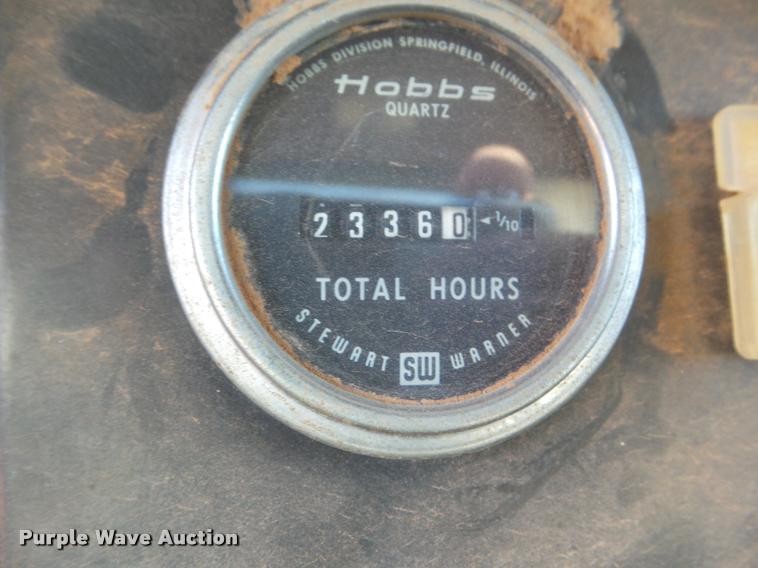 HOBBS DIVISION SPRINGFIELD, ILLINOIS
Hobbs
QUARTZ
23360 1/10
TOTAL HOURS
STEWART SW WARNER
Purple Wave Auction